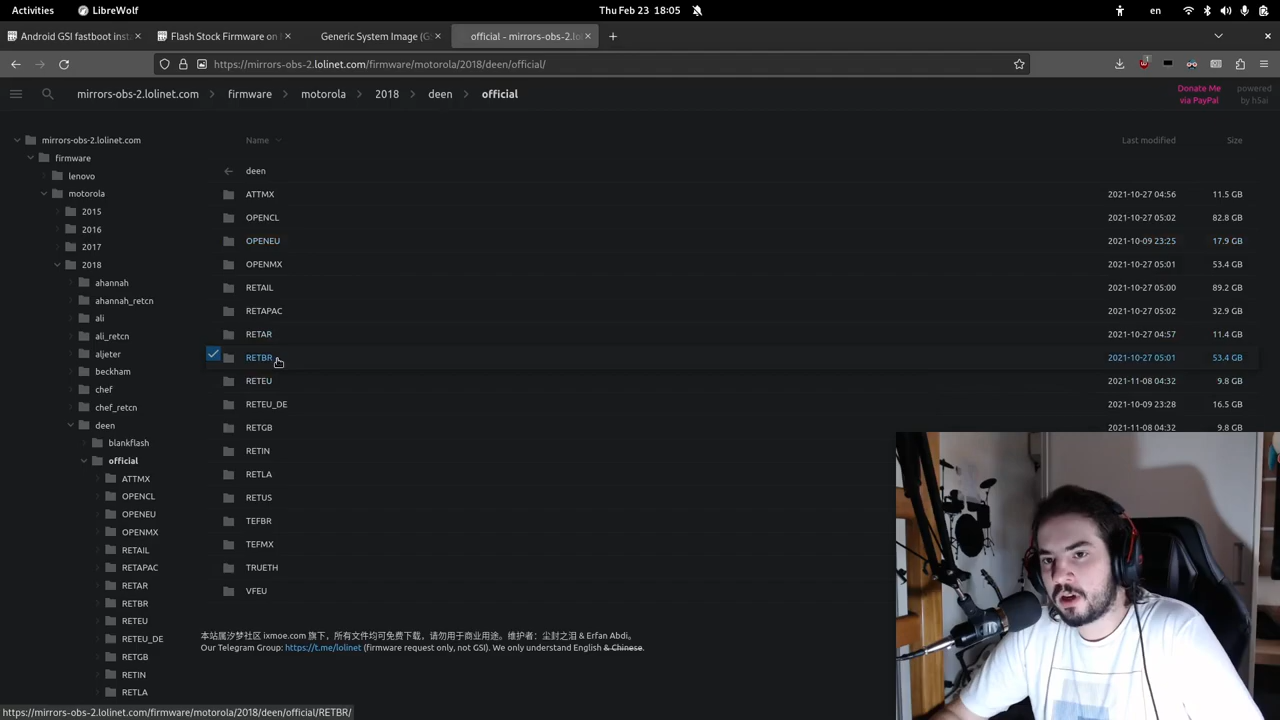 Activities
LibreWolf
Thu Feb 23 18:05
en
Android GSI fastboot inst
Flash Stock Firmware on
Generic System Image (G
official - mirrors-obs-2.lol
https://mirrors-obs-2.lolinet.com/firmware/motorola/2018/deen/official/
1
mirrors-obs-2.lolinet.com
firmware
motorola
2018
deen
official
Donate Me
via PayPal
powered
by h5ai
mirrors-obs-2.lolinet.com
firmware
lenovo
motorola
2015
2016
2017
2018
ahannah
ahannah_retcn
ali
ali_retcn
aljeter
beckham
chef
chef_retcn
deen
blankflash
official
ATTMX
OPENCL
OPENEU
OPENMX
RETAIL
RETAPAC
RETAR
RETBR
RETEU
RETEU_DE
RETGB
RETIN
RETLA
Name Last modified Size
deen
ATTMX 2021-10-27 04:56 11.5 GB
OPENCL 2021-10-27 05:02 82.8 GB
OPENEU 2021-10-09 23:25 17.9 GB
OPENMX 2021-10-27 05:01 53.4 GB
RETAIL 2021-10-27 05:00 89.2 GB
RETAPAC 2021-10-27 05:02 32.9 GB
RETAR 2021-10-27 04:57 11.4 GB
RETBR 2021-10-27 05:01 53.4 GB
RETEU 2021-11-08 04:32 9.8 GB
RETEU_DE 2021-10-09 23:28 16.5 GB
RETGB 2021-11-08 04:32 9.8 GB
RETIN
RETLA
RETUS
TEFBR
TEFMX
TRUETH
VFEU
本站属汐梦社区 ixmoe.com 旗下，所有文件均可免费下载，请勿用于商业用途。维护者：尘封之泪 & Erfan Abdi。
Our Telegram Group: https://t.me/lolinet (firmware request only, not GSI). We only understand English & Chinese.
https://mirrors-obs-2.lolinet.com/firmware/motorola/2018/deen/official/RETBR/